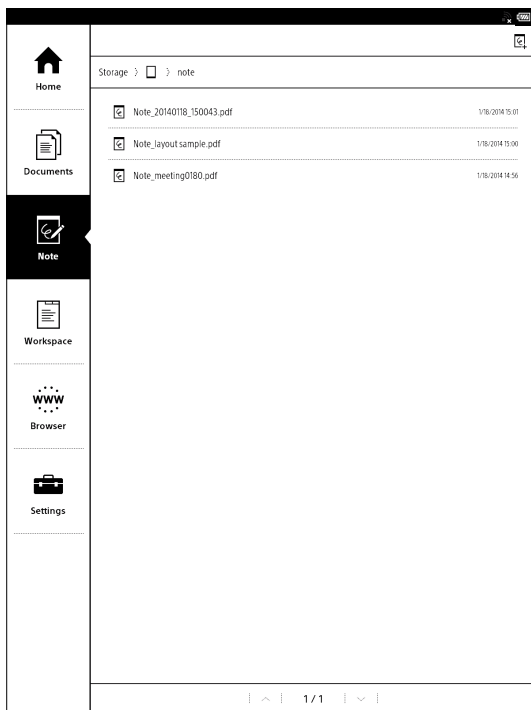 Home
Documents
Note
Workspace
www
Browser
Settings
Storage > > note
Note_20140118_150043.pdf 1/18/2014 15:01
Note_layout sample.pdf 1/18/2014 15:00
Note_meeting0180.pdf 1/18/2014 14:56
1 / 1